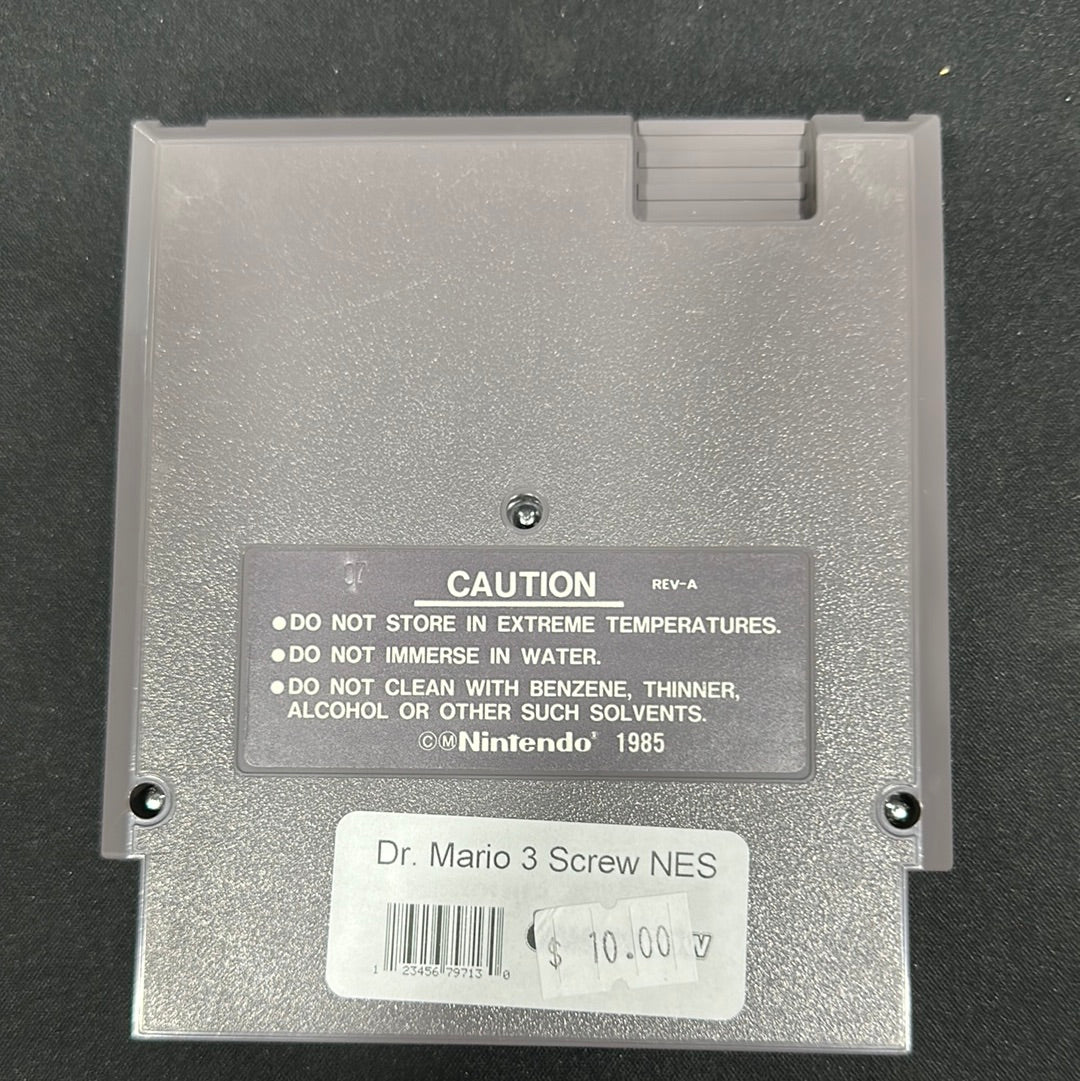 07
CAUTION REV-A
●DO NOT STORE IN EXTREME TEMPERATURES.
●DO NOT IMMERSE IN WATER.
●DO NOT CLEAN WITH BENZENE, THINNER,
ALCOHOL OR OTHER SUCH SOLVENTS.
©ⓂNintendo® 1985
Dr. Mario 3 Screw NES
$ 10.00
1 23456 79713 0